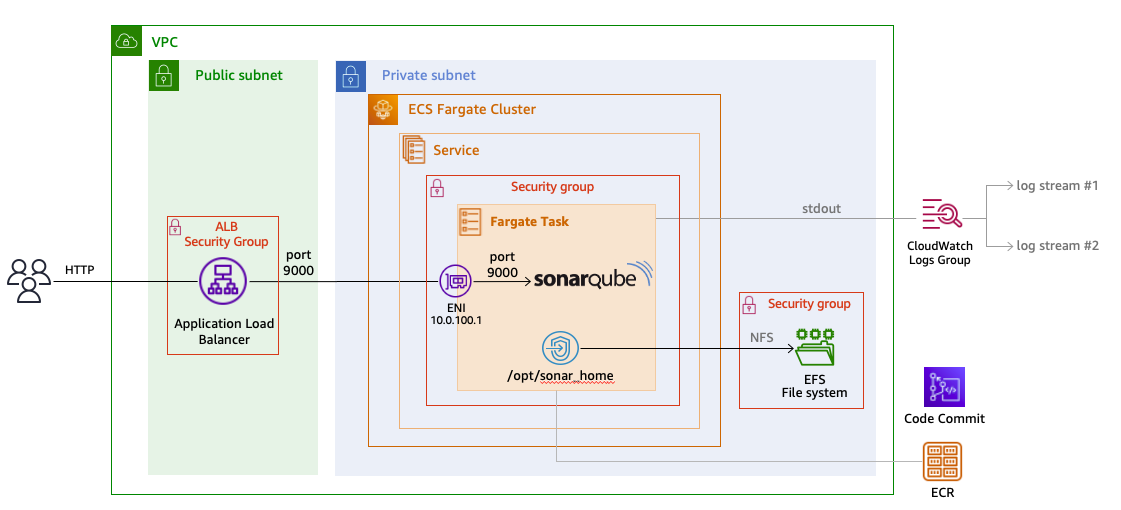 VPC
Public subnet
Private subnet
ECS Fargate Cluster
Service
Security group
Fargate Task
ALB
Security Group
HTTP
port
9000
port
9000
sonarqube
ENI
10.0.100.1
Application Load
Balancer
/opt/sonar_home
stdout
CloudWatch
Logs Group
log stream #1
log stream #2
Security group
NFS
EFS
File system
Code Commit
ECR